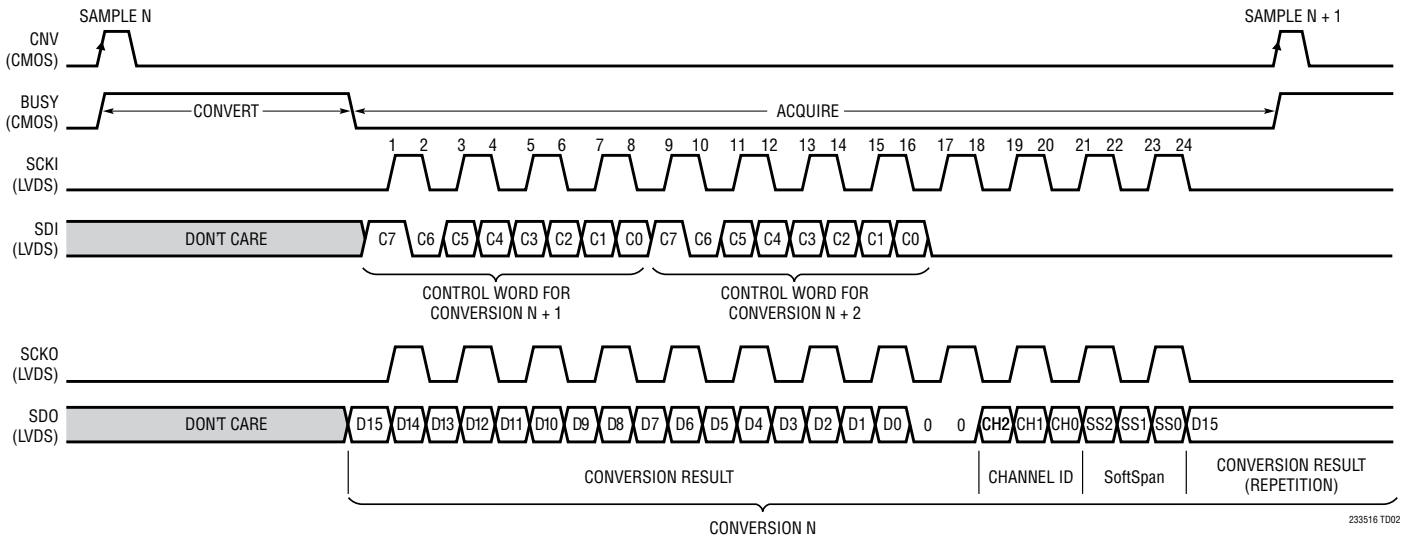 SAMPLE N SAMPLE N + 1
CNV
(CMOS)
BUSY
(CMOS)
CONVERT ACQUIRE
1 2 3 4 5 6 7 8 9 10 11 12 13 14 15 16 17 18 19 20 21 22 23 24
SCKI
(LVDS)
SDI
(LVDS)
DON'T CARE C7 C6 C5 C4 C3 C2 C1 C0 C7 C6 C5 C4 C3 C2 C1 C0
CONTROL WORD FOR
CONVERSION N + 1
CONTROL WORD FOR
CONVERSION N + 2
SCKO
(LVDS)
SDO
(LVDS)
DON'T CARE D15 D14 D13 D12 D11 D10 D9 D8 D7 D6 D5 D4 D3 D2 D1 D0 0 0 CH2 CH1 CH0 SS2 SS1 SS0 D15
CONVERSION RESULT CHANNEL ID SoftSpan
CONVERSION RESULT
(REPETITION)
CONVERSION N
233516 TD02